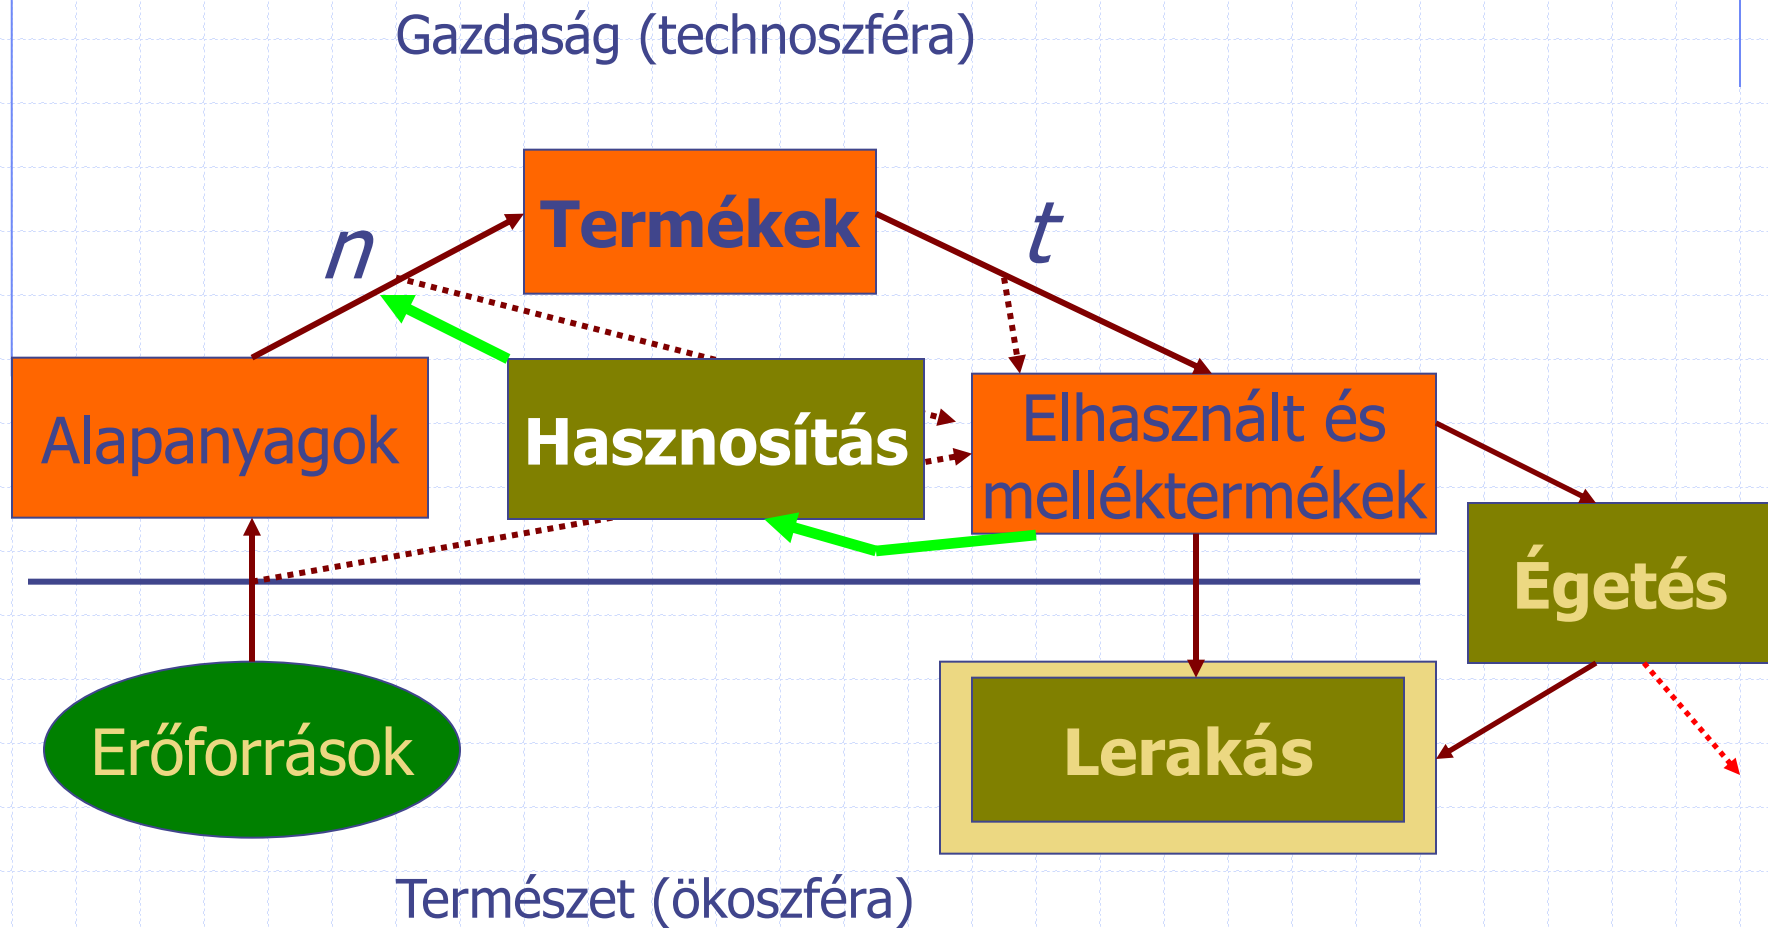 Gazdaság (technoszféra)
Termékek
n
t
Alapanyagok
Hasznosítás
Elhasznált és
melléktermékek
Égetés
Erőforrások
Lerakás
Természet (ökoszféra)